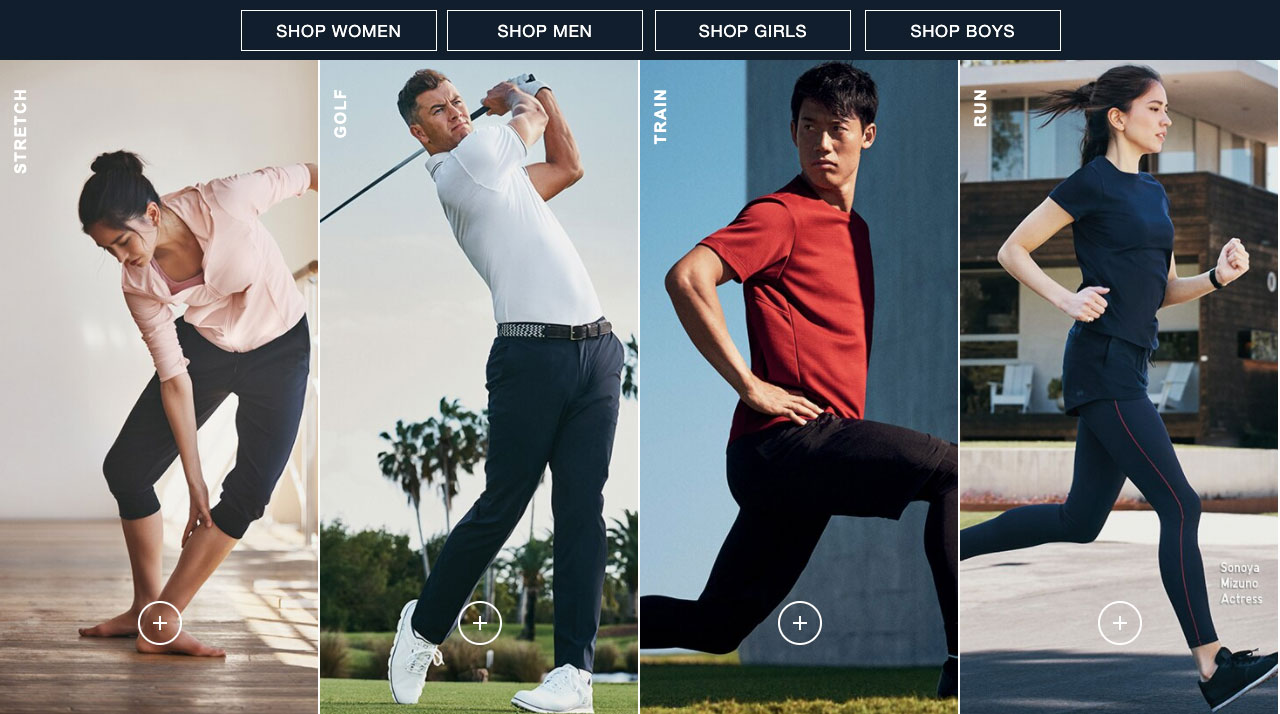 SHOP WOMEN
SHOP MEN
SHOP GIRLS
SHOP BOYS
STRETCH
GOLF
TRAIN
RUN
Sonoya
Mizuno
Actress